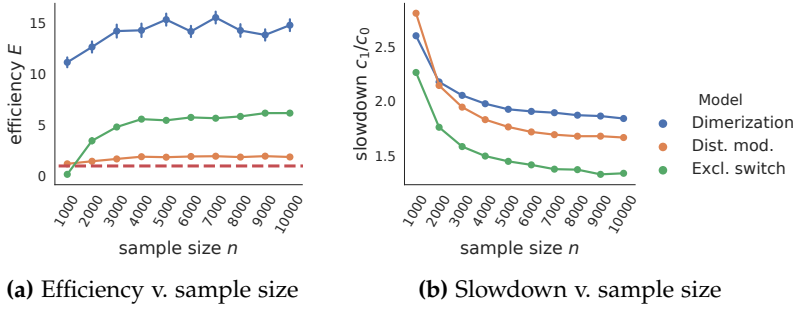 efficiency E
15
10
5
0
1000
2000
3000
4000
5000
6000
7000
8000
9000
10000
sample size n
(a) Efficiency v. sample size
slowdown c₁/c₀
2.5
2.0
1.5
1000
2000
3000
4000
5000
6000
7000
8000
9000
10000
sample size n
(b) Slowdown v. sample size
Model
Dimerization
Dist. mod.
Excl. switch